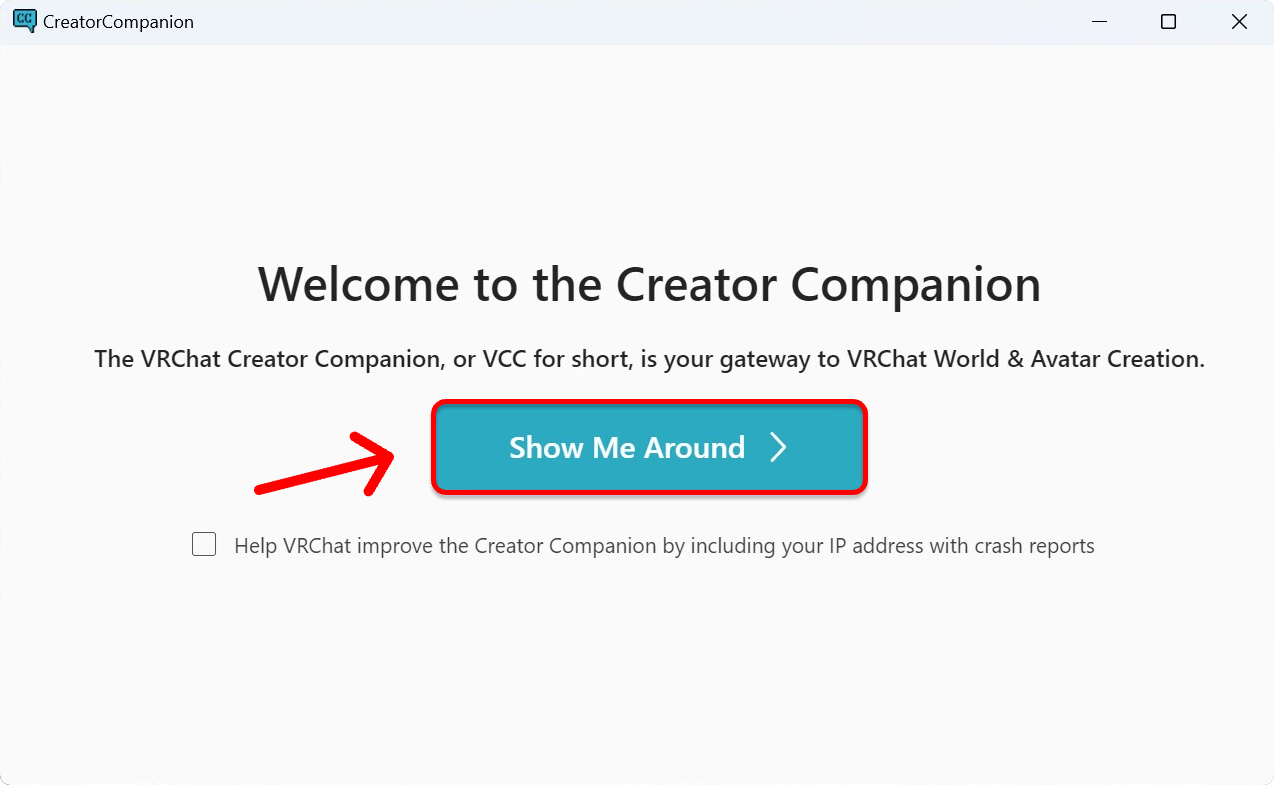 CC CreatorCompanion
Welcome to the Creator Companion
The VRChat Creator Companion, or VCC for short, is your gateway to VRChat World & Avatar Creation.
Show Me Around
Help VRChat improve the Creator Companion by including your IP address with crash reports